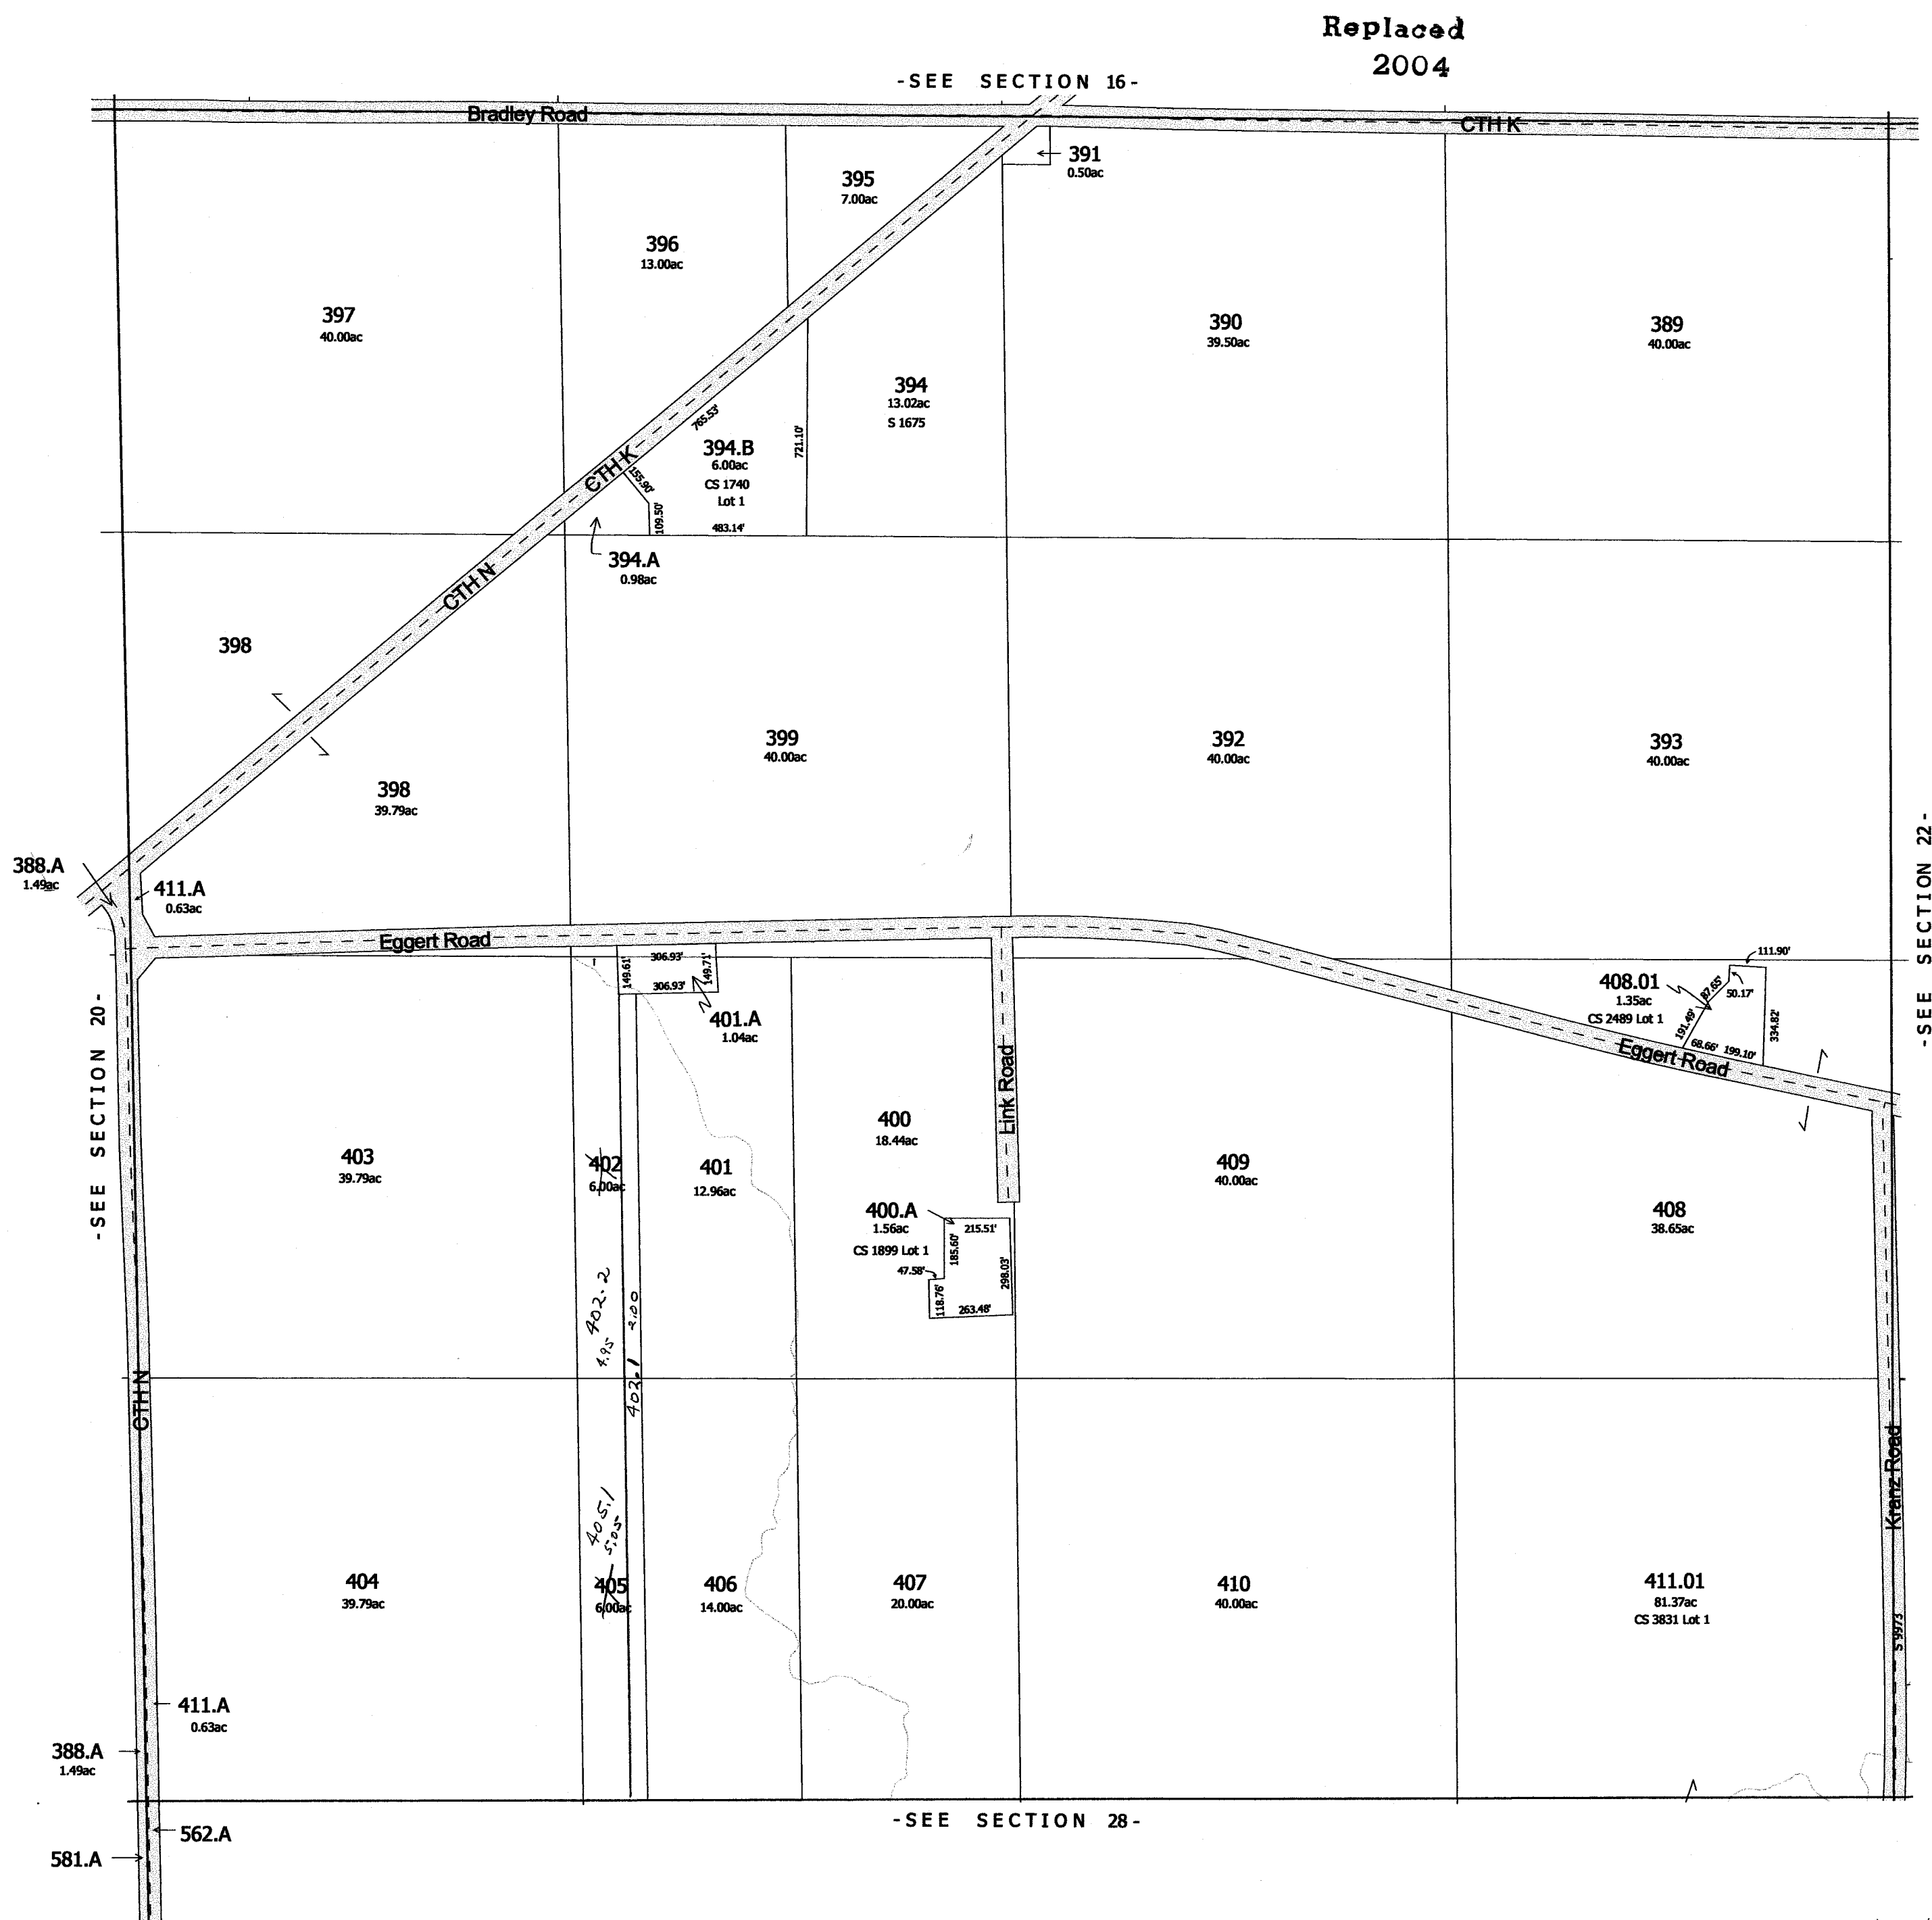 Replaced
2004
-SEE SECTION 16-
Bradley Road
CTH K
391
0.50ac
395
7.00ac
396
13.00ac
397
40.00ac
390
39.50ac
389
40.00ac
394
13.02ac
S 1675
765.53'
721.10'
394.B
6.00ac
CS 1740
Lot 1
CTH K
155.90'
109.50'
483.14'
394.A
0.98ac
CTH N
398
399
40.00ac
392
40.00ac
393
40.00ac
398
39.79ac
-SEE SECTION 22-
388.A
1.49ac
411.A
0.63ac
Eggert Road
306.93'
149.61'
149.71'
306.93'
401.A
1.04ac
111.90'
408.01
1.35ac
CS 2489 Lot 1
87.65'
50.17'
191.49'
334.82'
68.66'
199.10'
Eggert Road
-SEE SECTION 20-
Link Road
400
18.44ac
403
39.79ac
402
6.00ac
401
12.96ac
409
40.00ac
408
38.65ac
400.A
1.56ac
CS 1899 Lot 1
215.51'
185.60'
47.58'
298.03'
118.76'
263.48'
402.2
4.95
2.00
402.1
CTH N
Kranz Road
405.1
5.05
404
39.79ac
405
6.00ac
406
14.00ac
407
20.00ac
410
40.00ac
411.01
81.37ac
CS 3831 Lot 1
S 9973
411.A
0.63ac
388.A
1.49ac
-SEE SECTION 28-
562.A
581.A